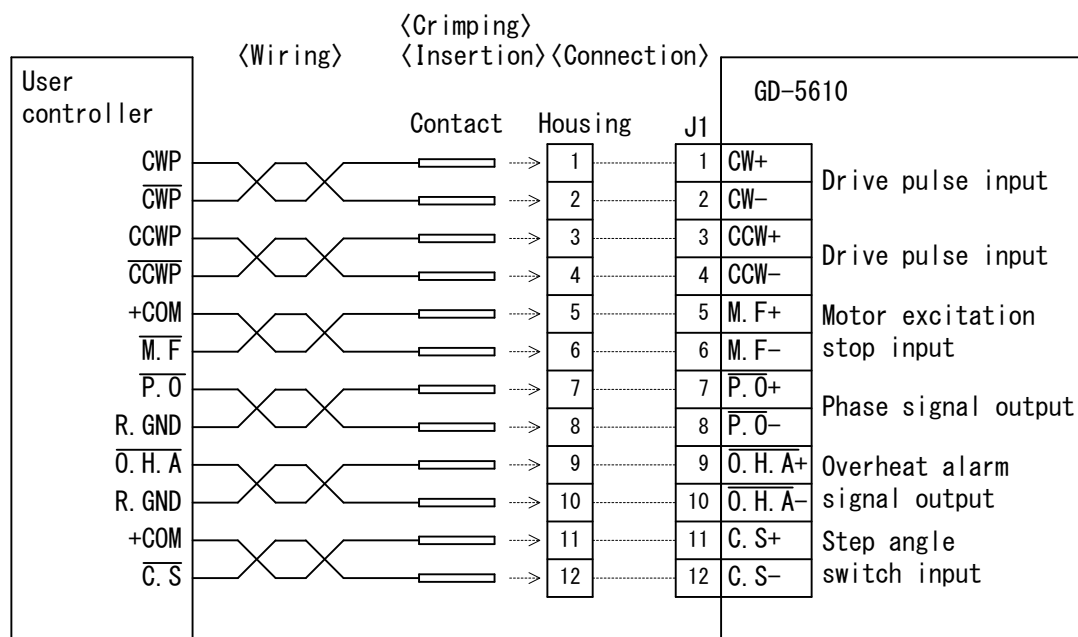 〈Crimping〉
〈Wiring〉 〈Insertion〉 〈Connection〉
User
controller
GD-5610
Contact Housing J1
CWP 1 1 CW+
Drive pulse input
C̅W̅P̅ 2 2 CW-
CCWP 3 3 CCW+
Drive pulse input
C̅C̅W̅P̅ 4 4 CCW-
+COM 5 5 M.F+ Motor excitation
M̅.̅F̅ 6 6 M.F- stop input
P̅.̅O̅ 7 7 P̅.̅O̅+
Phase signal output
R.GND 8 8 P̅.̅O̅-
O̅.̅H̅.̅A̅ 9 9 O̅.̅H̅.̅A̅+ Overheat alarm
R.GND 10 10 O̅.̅H̅.̅A̅- signal output
+COM 11 11 C.S+ Step angle
C̅.̅S̅ 12 12 C.S- switch input